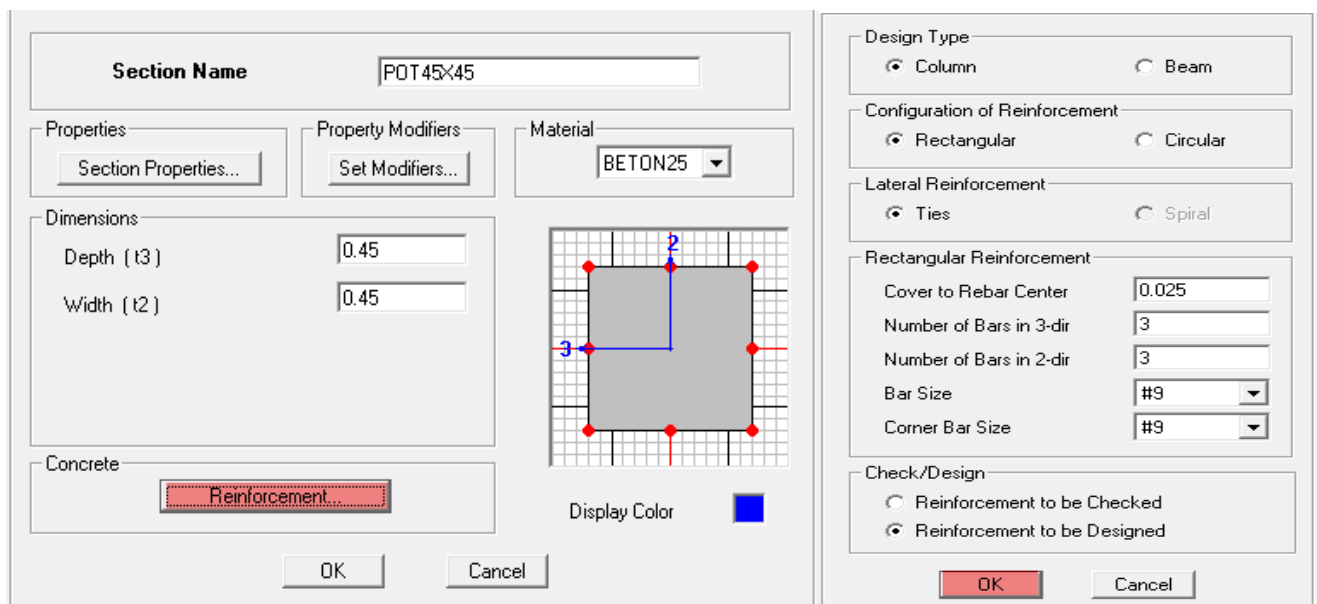 Section Name POT45X45
Properties
Section Properties...
Property Modifiers
Set Modifiers...
Material
BETON25
Dimensions
Depth ( t3 ) 0.45
Width ( t2 ) 0.45
2
3
Concrete
Reinforcement...
Display Color
OK Cancel
Design Type
Column Beam
Configuration of Reinforcement
Rectangular Circular
Lateral Reinforcement
Ties Spiral
Rectangular Reinforcement
Cover to Rebar Center 0.025
Number of Bars in 3-dir 3
Number of Bars in 2-dir 3
Bar Size #9
Corner Bar Size #9
Check/Design
Reinforcement to be Checked
Reinforcement to be Designed
OK Cancel